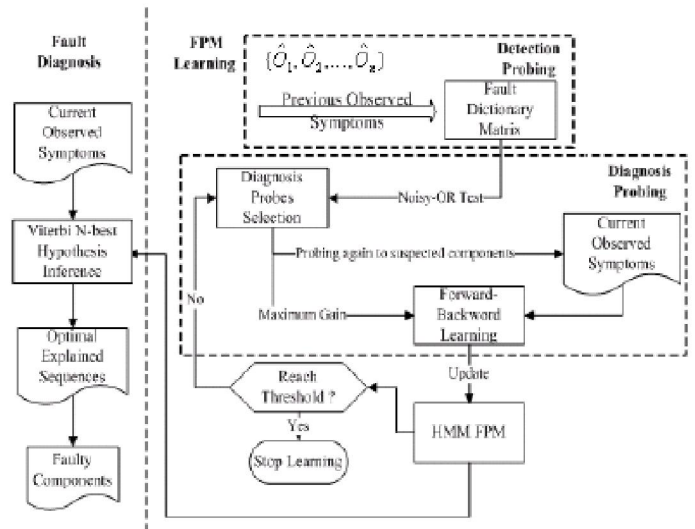 Fault
Diagnosis
Current
Observed
Symptoms
Viterbi N-best
Hypothesis
Inference
Optimal
Explained
Sequences
Faulty
Components
FPM
Learning
{Ô₁,Ô₂,...,Ôₐ}
Detection
Probing
Previous Observed
Symptoms
Fault
Dictionary
Matrix
Diagnosis
Probing
Diagnosis
Probes
Selection
Noisy-OR Test
Current
Observed
Symptoms
Probing again to suspected components
No
Maximum Gain
Forward-
Backword
Learning
Update
Reach
Threshold ?
Yes
Stop Learning
HMM FPM